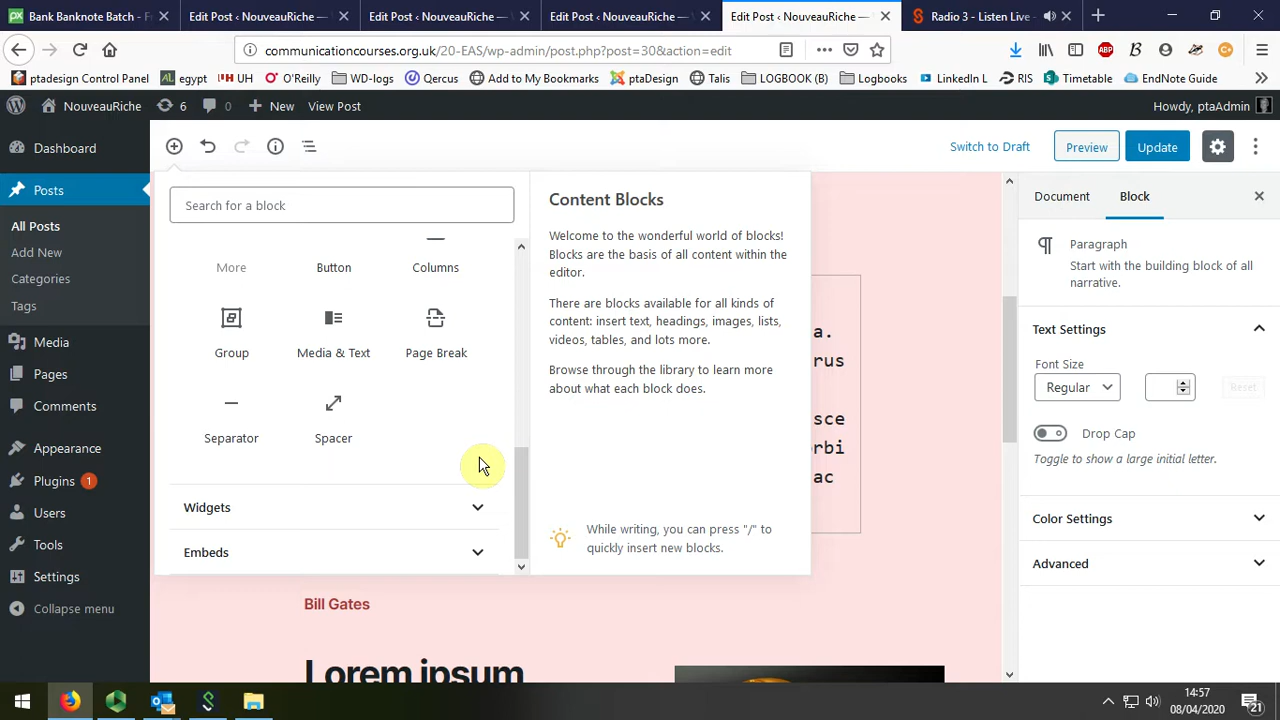 Bank Banknote Batch - F
Edit Post ‹ NouveauRiche —
Edit Post ‹ NouveauRiche —
Edit Post ‹ NouveauRiche —
Edit Post ‹ NouveauRiche —
Radio 3 - Listen Live -
communicationcourses.org.uk/20-EAS/wp-admin/post.php?post=30&action=edit
ptadesign Control Panel
egypt
UH
O'Reilly
WD-logs
Qercus
Add to My Bookmarks
ptaDesign
Talis
LOGBOOK (B)
Logbooks
LinkedIn L
RIS
Timetable
EndNote Skills
NouveauRiche
6
0
New
View Post
Howdy, ptaAdmin
Dashboard
Posts
All Posts
Add New
Categories
Tags
Media
Pages
Comments
Appearance
Plugins 1
Users
Tools
Settings
Collapse menu
Switch to Draft
Preview
Update
Search for a block
More
Button
Columns
Group
Media & Text
Page Break
Separator
Spacer
Widgets
Embeds
Content Blocks
Welcome to the wonderful world of blocks!
Blocks are the basis of all content within the
editor.
There are blocks available for all kinds of
content: insert text, headings, images, lists,
videos, tables, and lots more.
Browse through the library to learn more
about what each block does.
While writing, you can press "/" to
quickly insert new blocks.
a.
rus
sce
rbi
ac
Bill Gates
Lorem ipsum
Document
Block
Paragraph
Start with the building block of all
narrative.
Text Settings
Font Size
Regular
Reset
Drop Cap
Toggle to show a large initial letter.
Color Settings
Advanced
14:57
08/04/2020
21